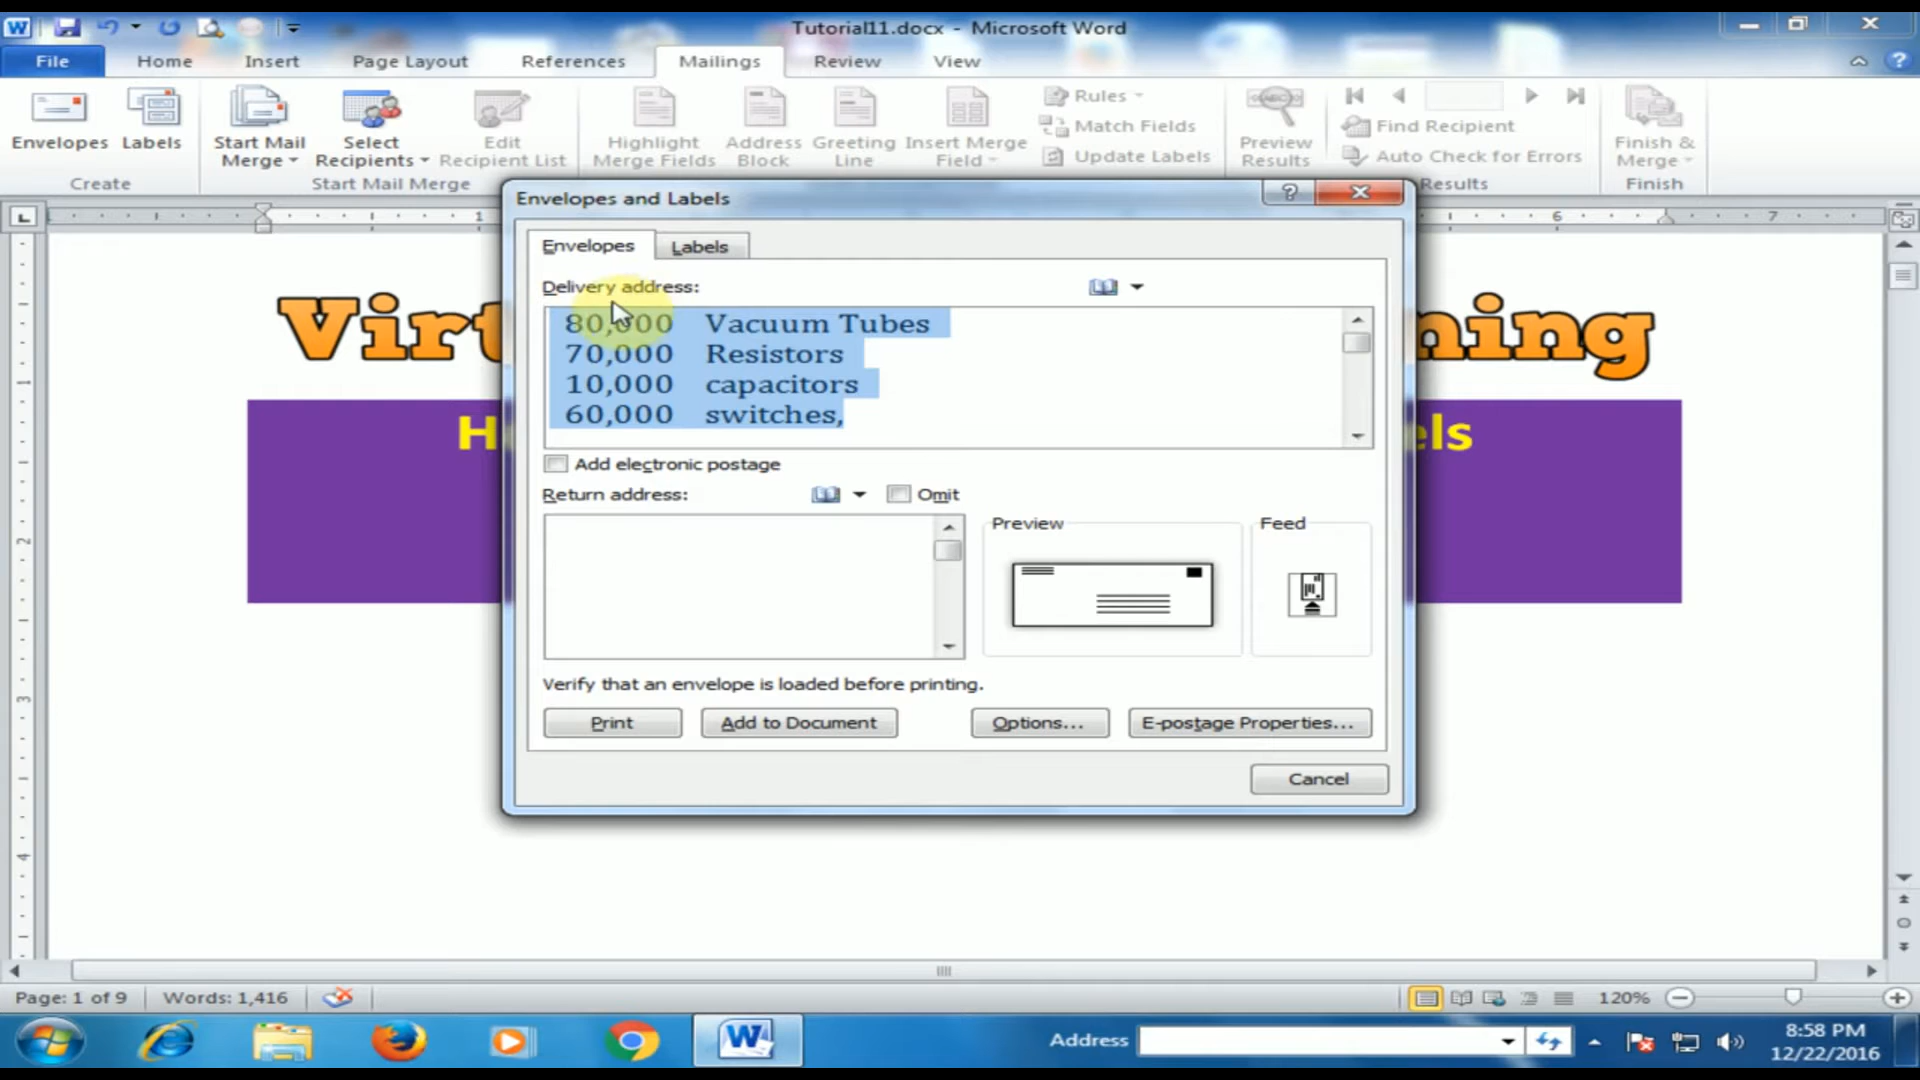 Tutorial11.docx - Microsoft Word
File Home Insert Page Layout References Mailings Review View
Envelopes Labels Start Mail Merge Select Recipients Edit Recipient List Highlight Merge Fields Address Block Greeting Line Insert Merge Field Rules Match Fields Update Labels Preview Results Find Recipient Auto Check for Errors Finish & Merge
Create Start Mail Merge Results Finish
1 6 7
Envelopes and Labels
Envelopes Labels
Delivery address:
80,000 Vacuum Tubes
70,000 Resistors
10,000 capacitors
60,000 switches,
Add electronic postage
Return address: Omit
Preview Feed
Verify that an envelope is loaded before printing.
Print Add to Document Options... E-postage Properties...
Cancel
Page: 1 of 9 Words: 1,416 120%
Address
8:58 PM
12/22/2016